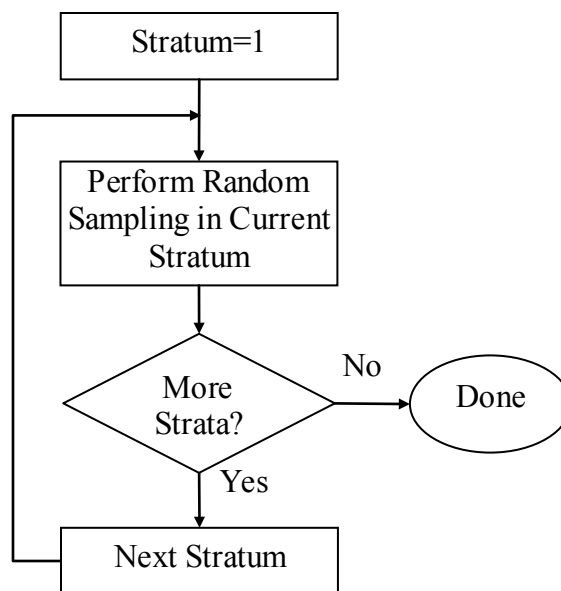 Stratum=1
Perform Random
Sampling in Current
Stratum
More
Strata?
No
Done
Yes
Next Stratum